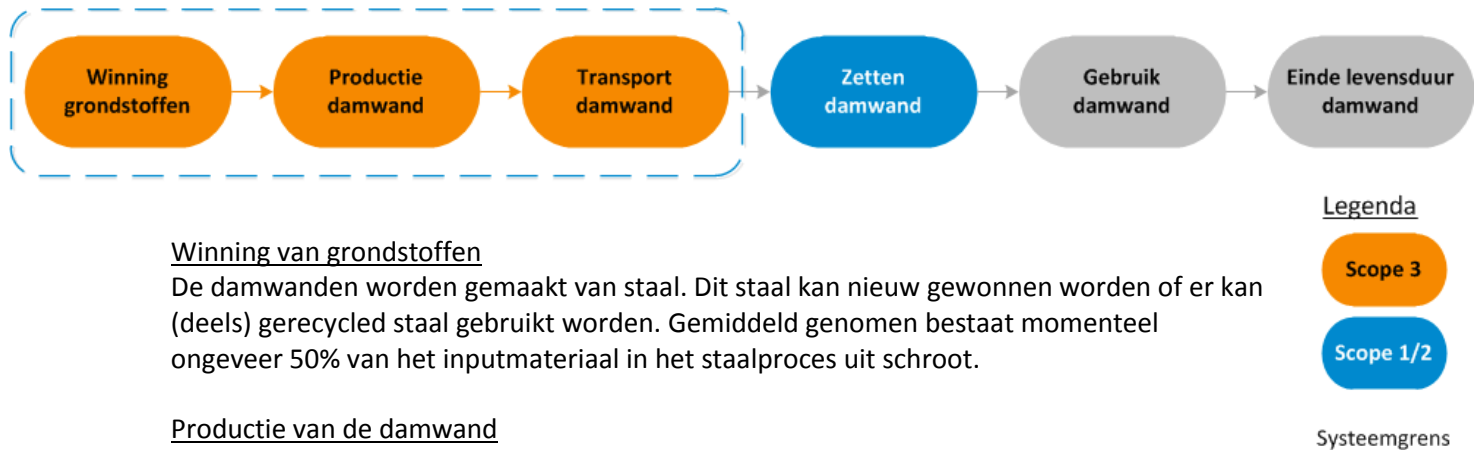 Winning
grondstoffen
Productie
damwand
Transport
damwand
Zetten
damwand
Gebruik
damwand
Einde levensduur
damwand
Legenda
Scope 3
Scope 1/2
Systeemgrens
Winning van grondstoffen
De damwanden worden gemaakt van staal. Dit staal kan nieuw gewonnen worden of er kan
(deels) gerecycled staal gebruikt worden. Gemiddeld genomen bestaat momenteel
ongeveer 50% van het inputmateriaal in het staalproces uit schroot.
Productie van de damwand